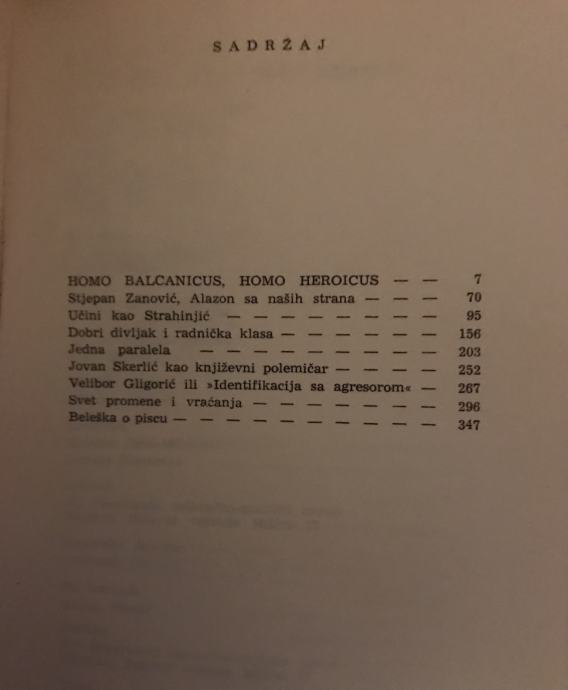 SADRŽAJ
HOMO BALCANICUS, HOMO HEROICUS — — 7
Stjepan Zanović, Alazon sa naših strana — — — — 70
Učini kao Strahinjić — — — — — — — — 95
Dobri divljak i radnička klasa — — — — — — 156
Jedna paralela — — — — — — — — — 203
Jovan Skerlić kao književni polemičar — — — — 252
Velibor Gligorić ili »Identifikacija sa agresorom« — 267
Svet promene i vraćanja — — — — — — — 296
Beleška o piscu — — — — — — — — — — 347